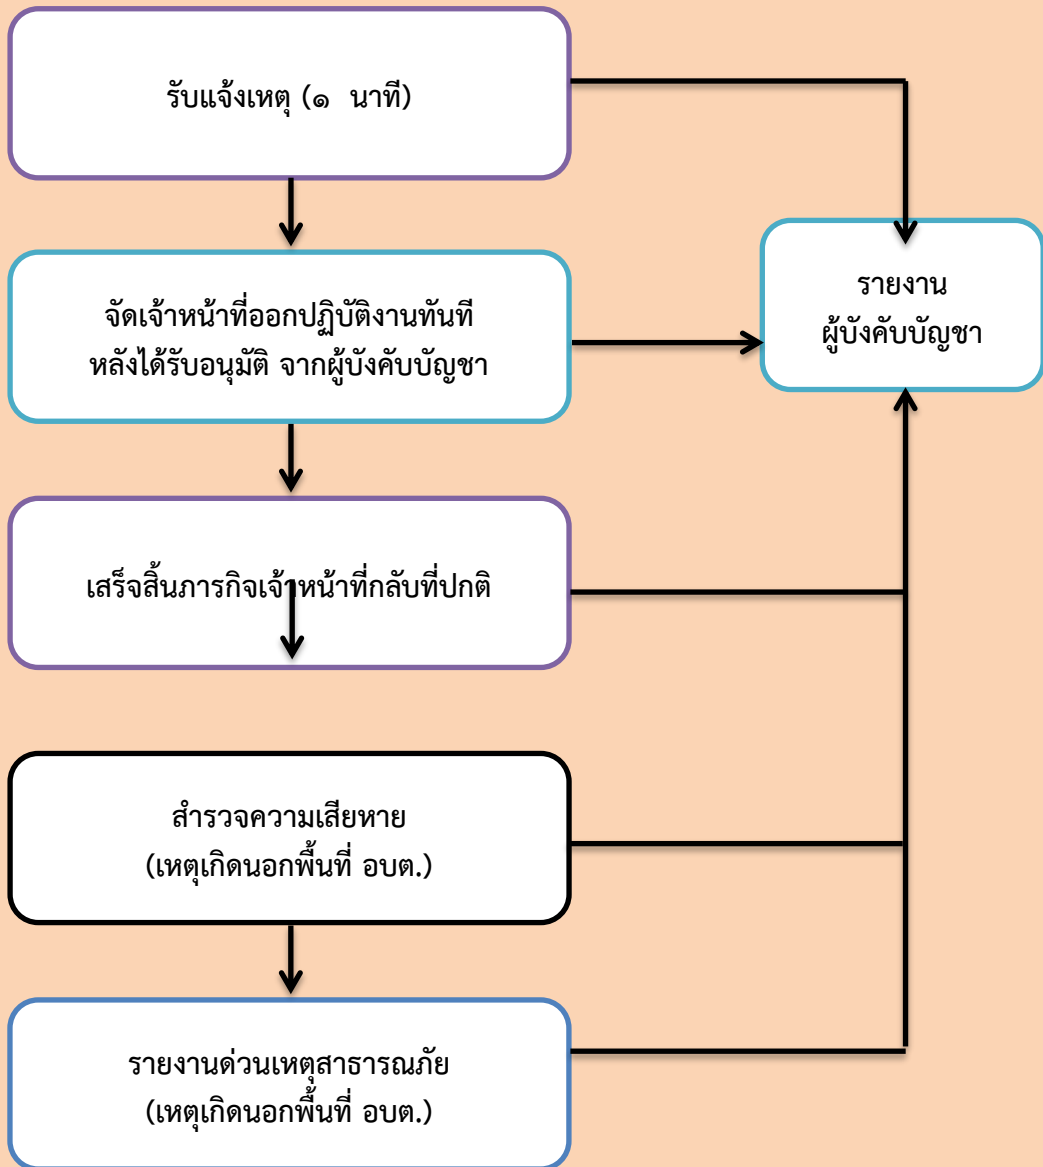 รับแจ้งเหตุ (๑ นาที)
รายงาน
ผู้บังคับบัญชา
จัดเจ้าหน้าที่ออกปฏิบัติงานทันที
หลังได้รับอนุมัติ จากผู้บังคับบัญชา
เสร็จสิ้นภารกิจเจ้าหน้าที่กลับที่ปกติ
สำรวจความเสียหาย
(เหตุเกิดนอกพื้นที่ อบต.)
รายงานด่วนเหตุสาธารณภัย
(เหตุเกิดนอกพื้นที่ อบต.)